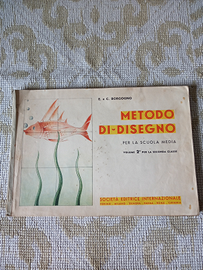 E. e C. BORGOGNO
METODO
DI·DISEGNO
PER LA SCUOLA MEDIA
VOLUME 2° PER LA SECONDA CLASSE
SOCIETÀ EDITRICE INTERNAZIONALE